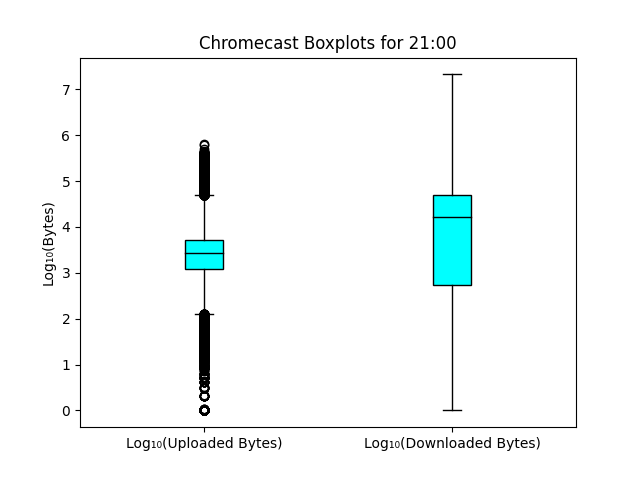 Chromecast Boxplots for 21:00
7
6
5
4
3
2
1
0
Log₁₀(Bytes)
Log₁₀(Uploaded Bytes)
Log₁₀(Downloaded Bytes)